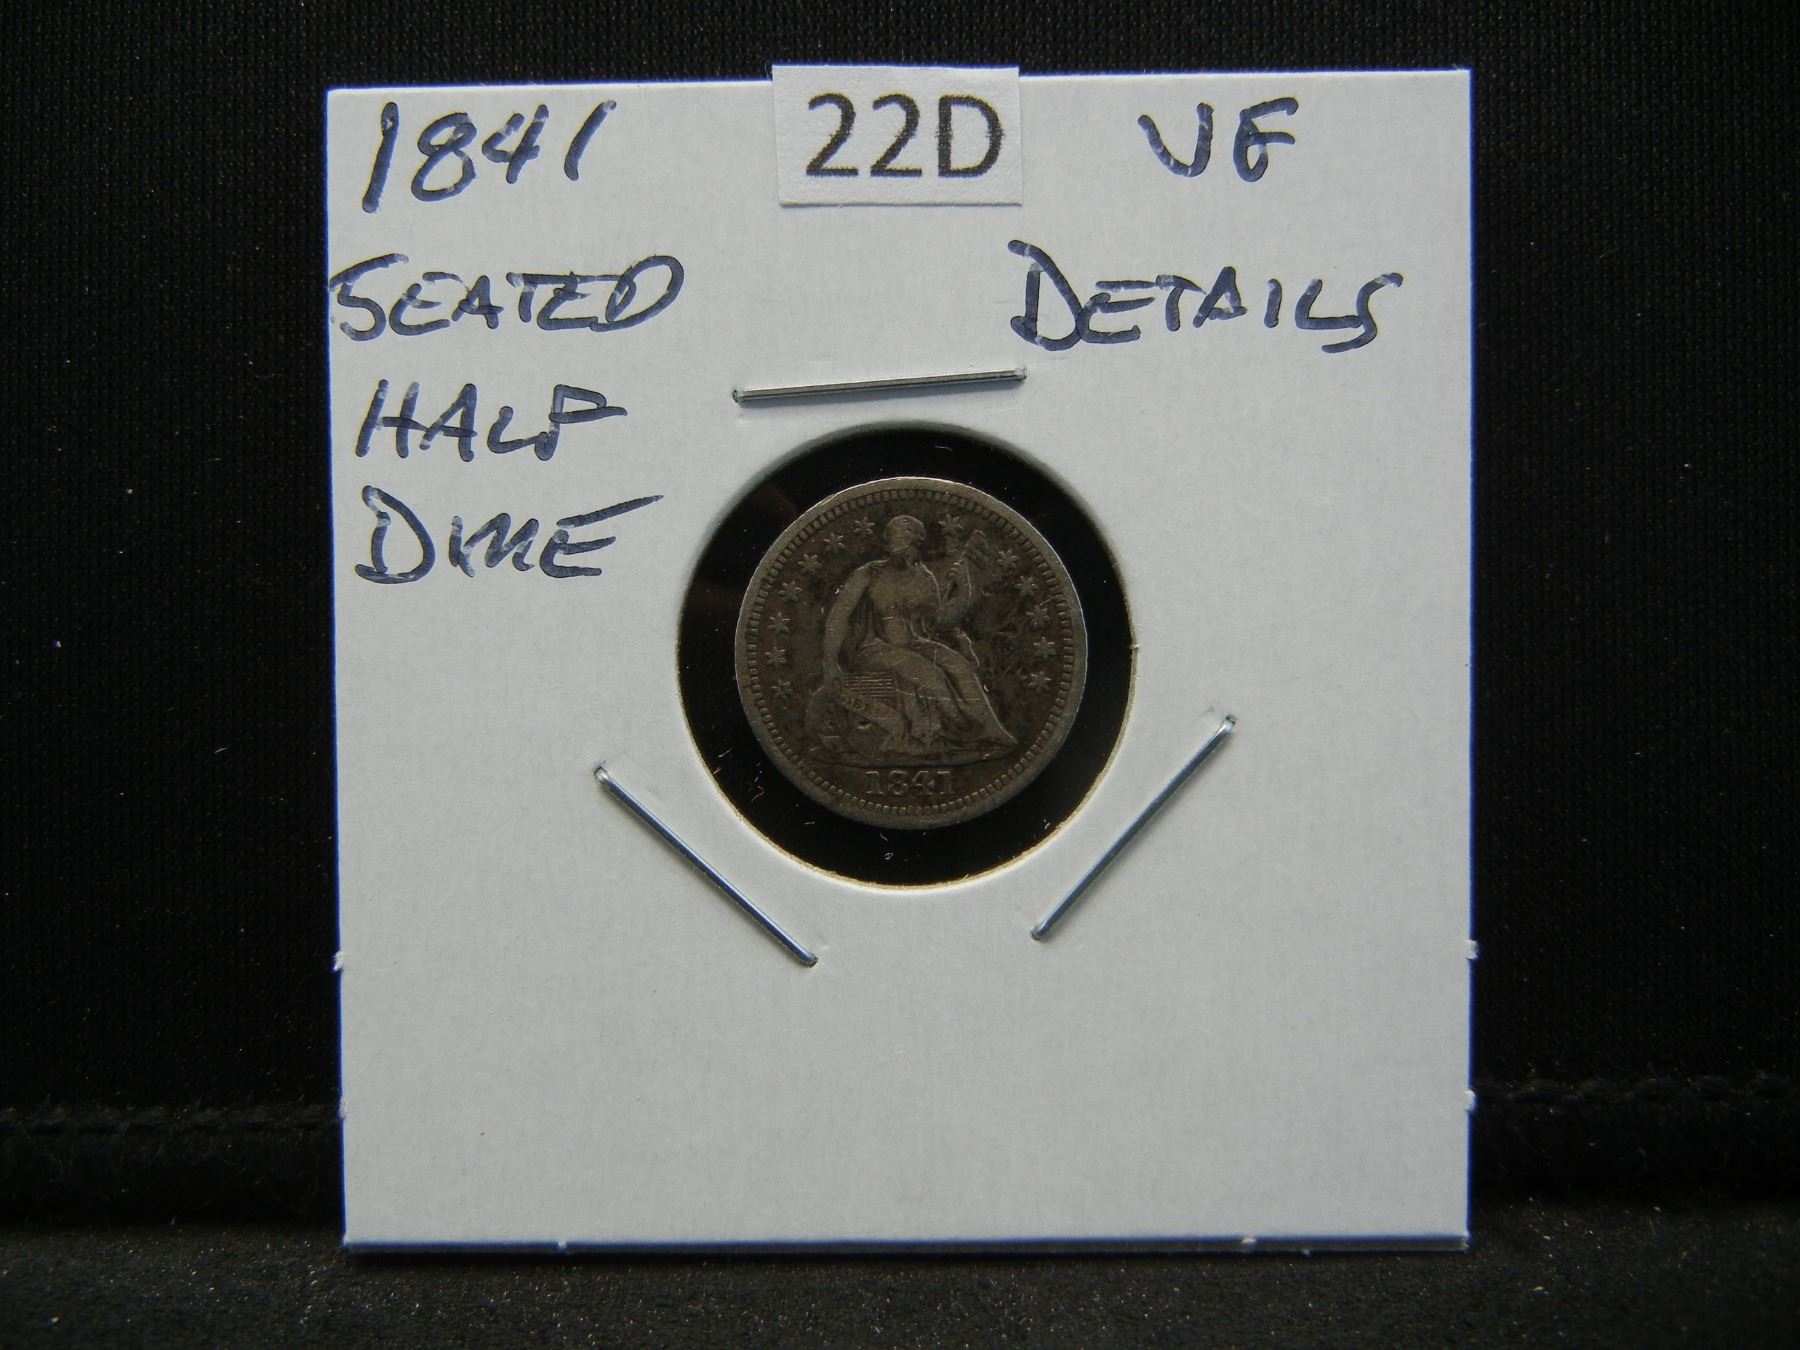 1841
SEATED
HALF
DIME
22D
VF
DETAILS
1841